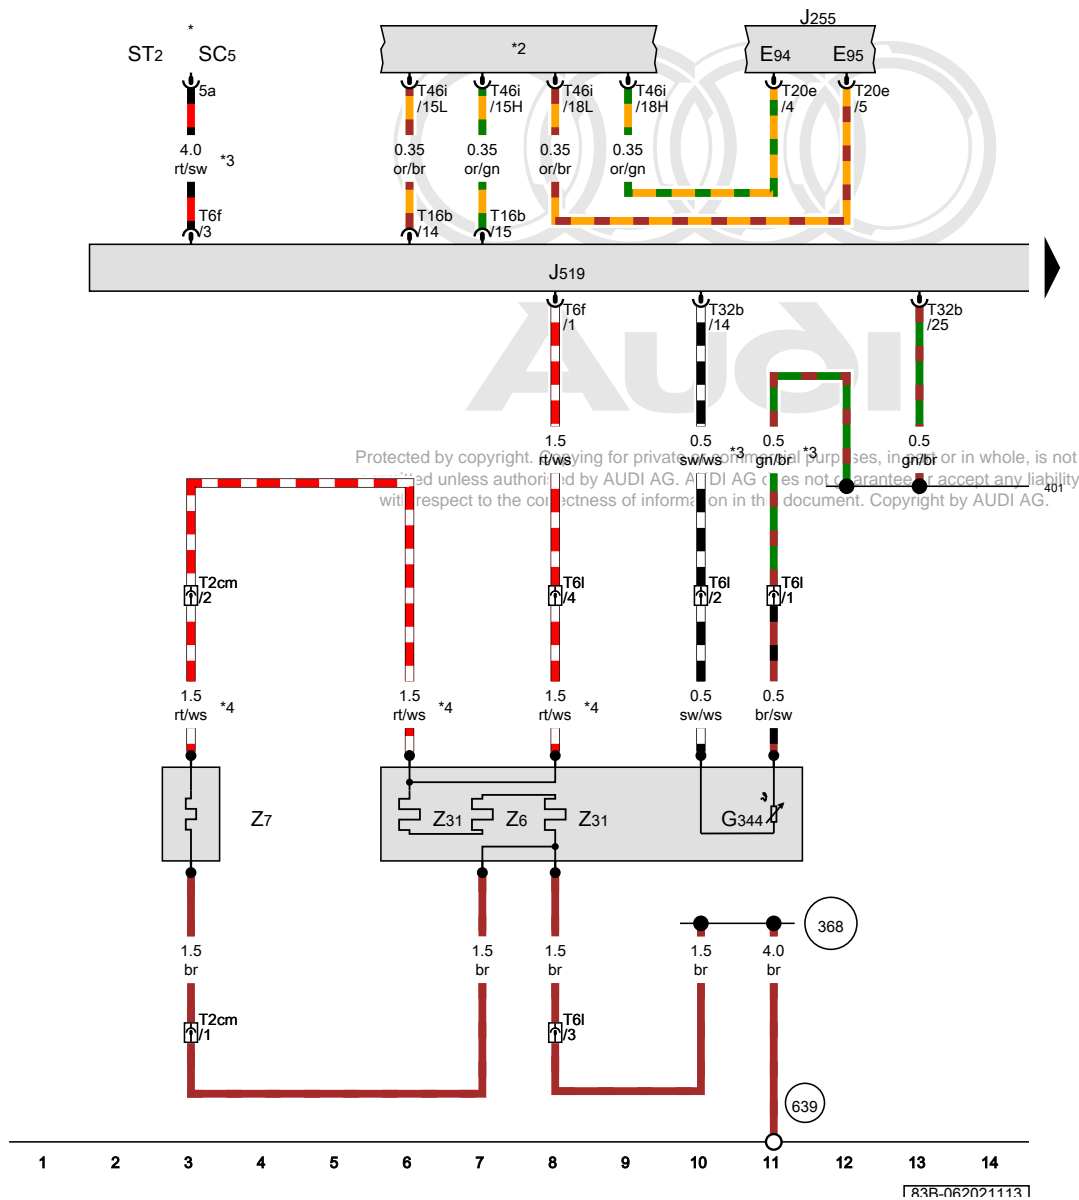 J255
*
ST2 SC5
*2
E94 E95
5a
T46i
/15L
T46i
/15H
T46i
/18L
T46i
/18H
T20e
/4
T20e
/5
4.0
rt/sw
*3
0.35
or/br
0.35
or/gn
0.35
or/br
0.35
or/gn
T6f
/3
T16b
/14
T16b
/15
J519
T6f
/1
T32b
/14
T32b
/25
Audi
1.5
rt/ws
0.5
sw/ws
*3
0.5
gn/br
*3
0.5
gn/br
Protected by copyright. Copying for private or commercial purposes, in part or in whole, is not
permitted unless authorised by AUDI AG. AUDI AG does not guarantee or accept any liability
with respect to the correctness of information in this document. Copyright by AUDI AG.
401
T2cm
/2
T6l
/4
T6l
/2
T6l
/1
1.5
rt/ws
*4
1.5
rt/ws
*4
1.5
rt/ws
*4
0.5
sw/ws
0.5
br/sw
Z7
Z31
Z6
Z31
G344
368
1.5
br
1.5
br
1.5
br
1.5
br
4.0
br
T2cm
/1
T6l
/3
639
1 2 3 4 5 6 7 8 9 10 11 12 13 14
83B-062021113